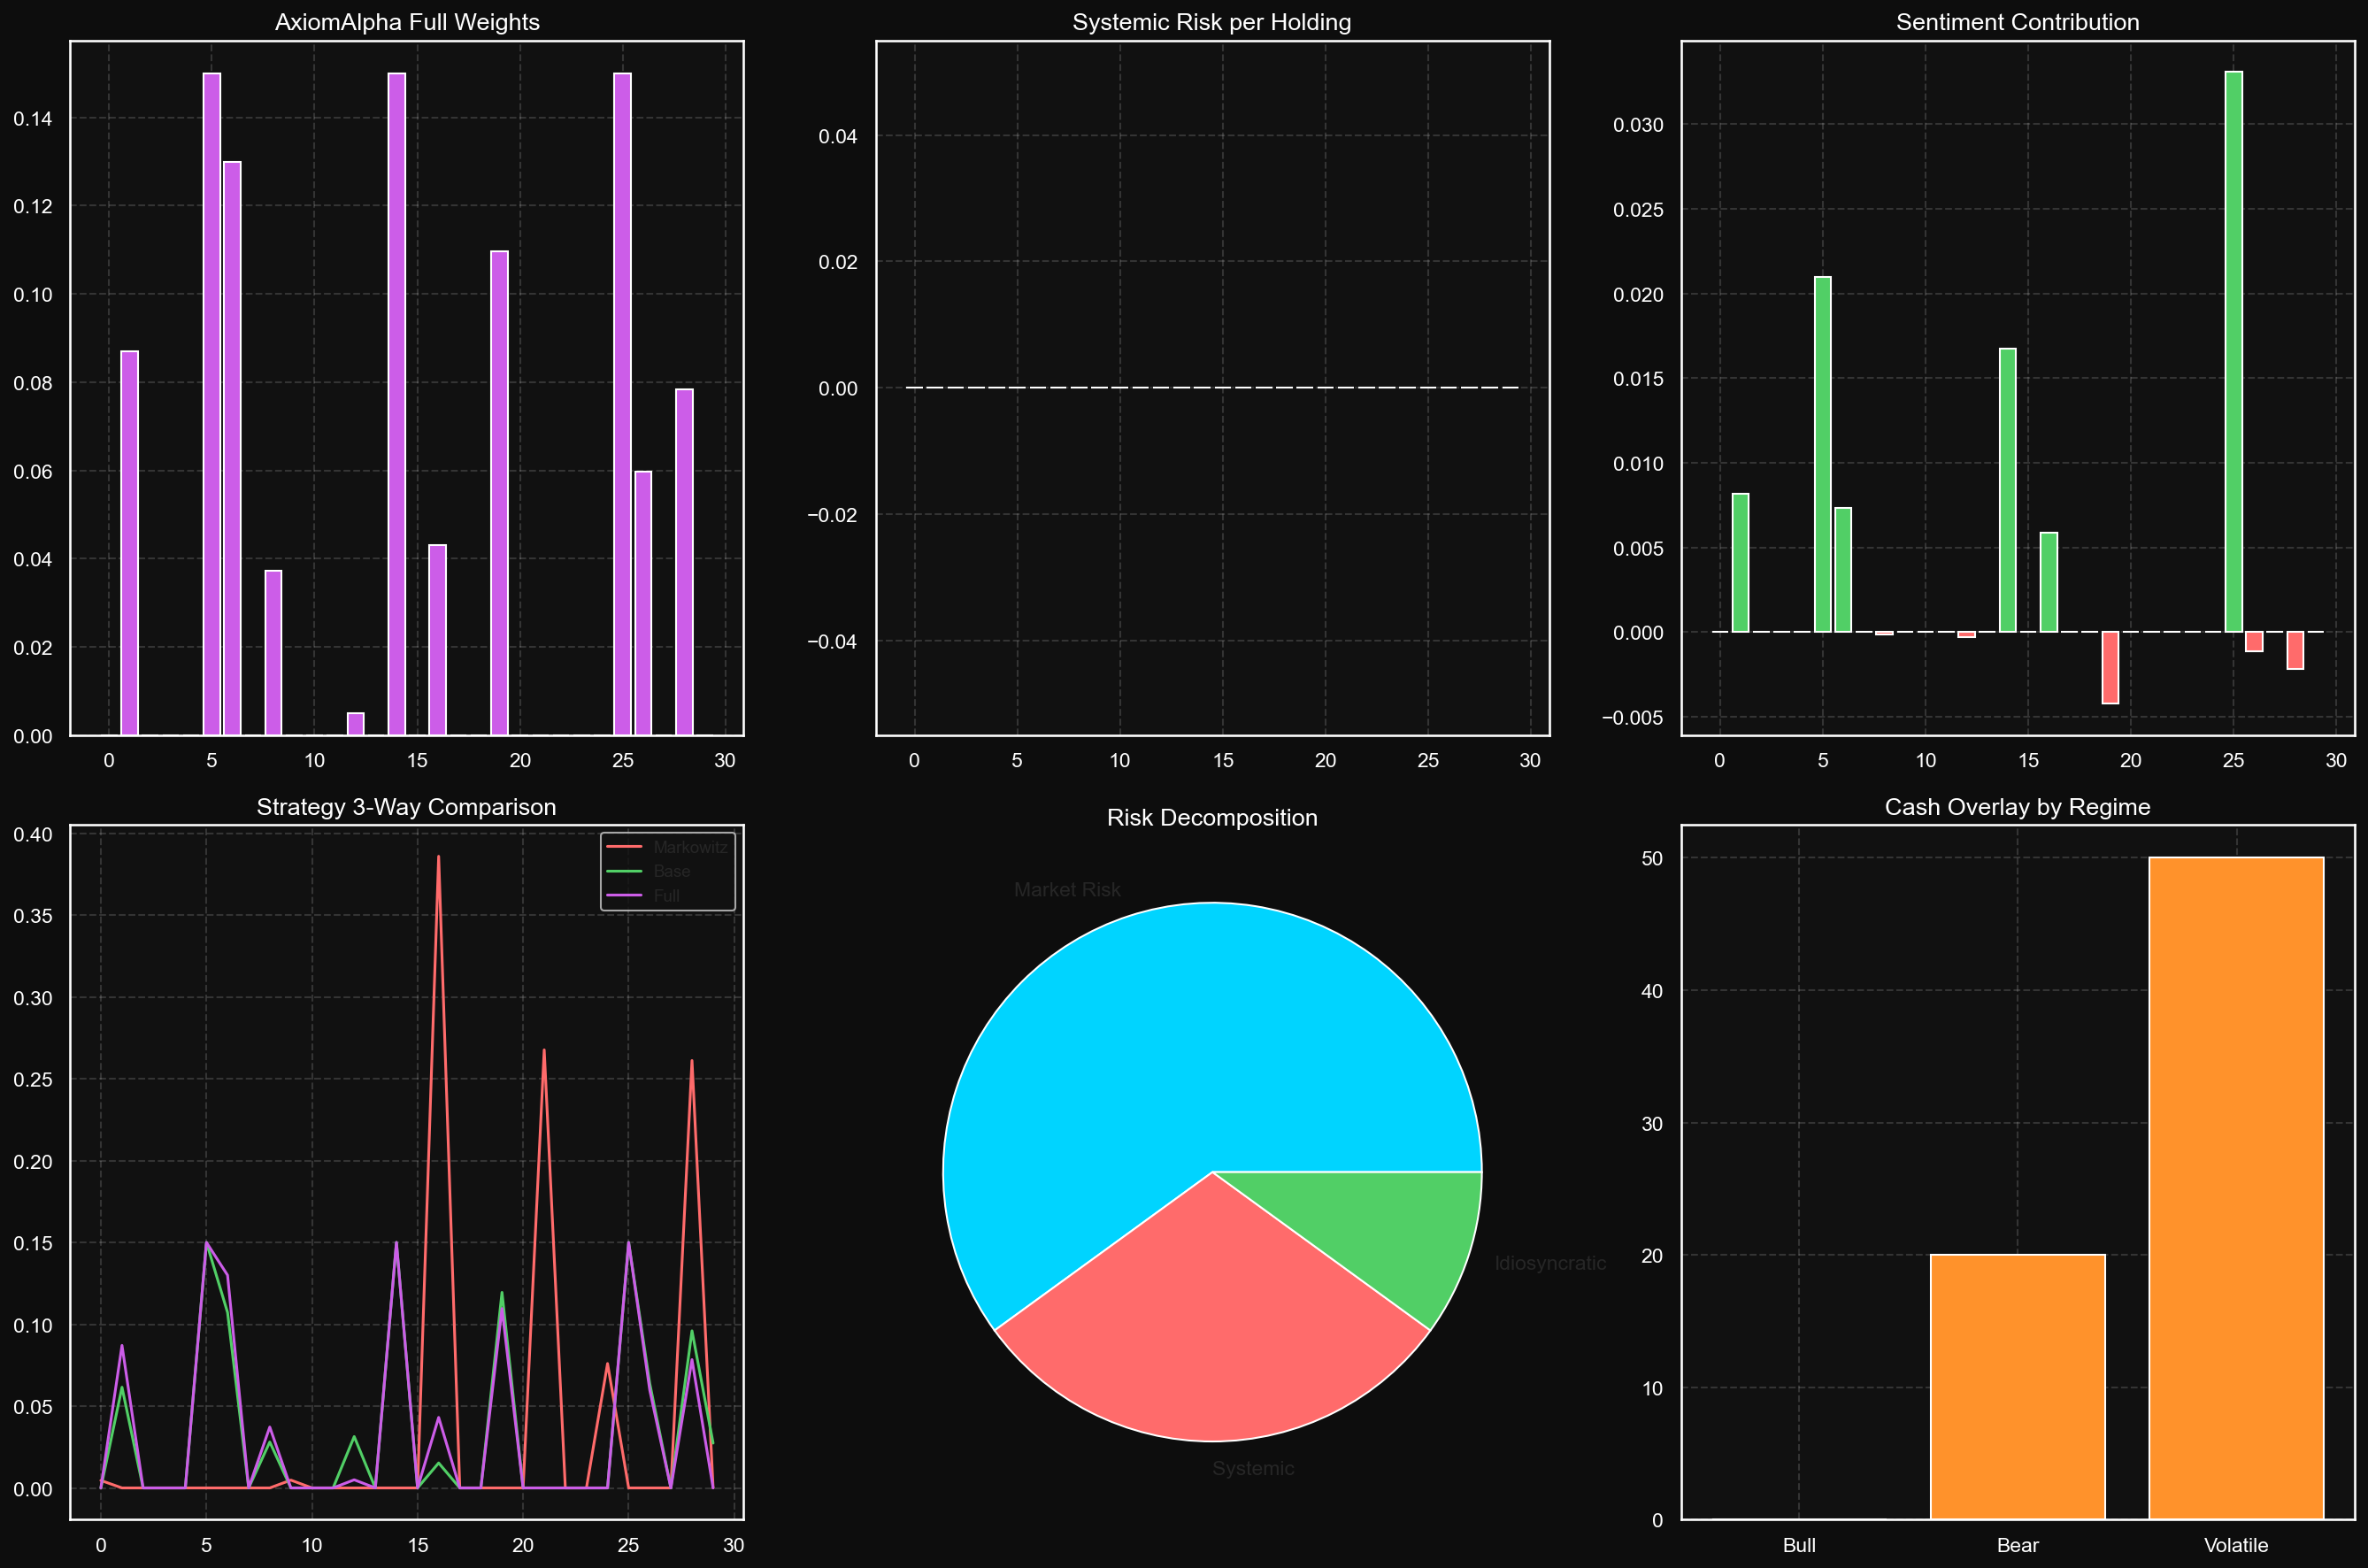 AxiomAlpha Full Weights
0.14
0.12
0.10
0.08
0.06
0.04
0.02
0.00
0 5 10 15 20 25 30
Systemic Risk per Holding
0.04
0.02
0.00
−0.02
−0.04
0 5 10 15 20 25 30
Sentiment Contribution
0.030
0.025
0.020
0.015
0.010
0.005
0.000
−0.005
0 5 10 15 20 25 30
Strategy 3-Way Comparison
Markowitz
Base
Full
0.40
0.35
0.30
0.25
0.20
0.15
0.10
0.05
0.00
0 5 10 15 20 25 30
Risk Decomposition
Market Risk
Idiosyncratic
Systemic
Cash Overlay by Regime
50
40
30
20
10
0
Bull Bear Volatile